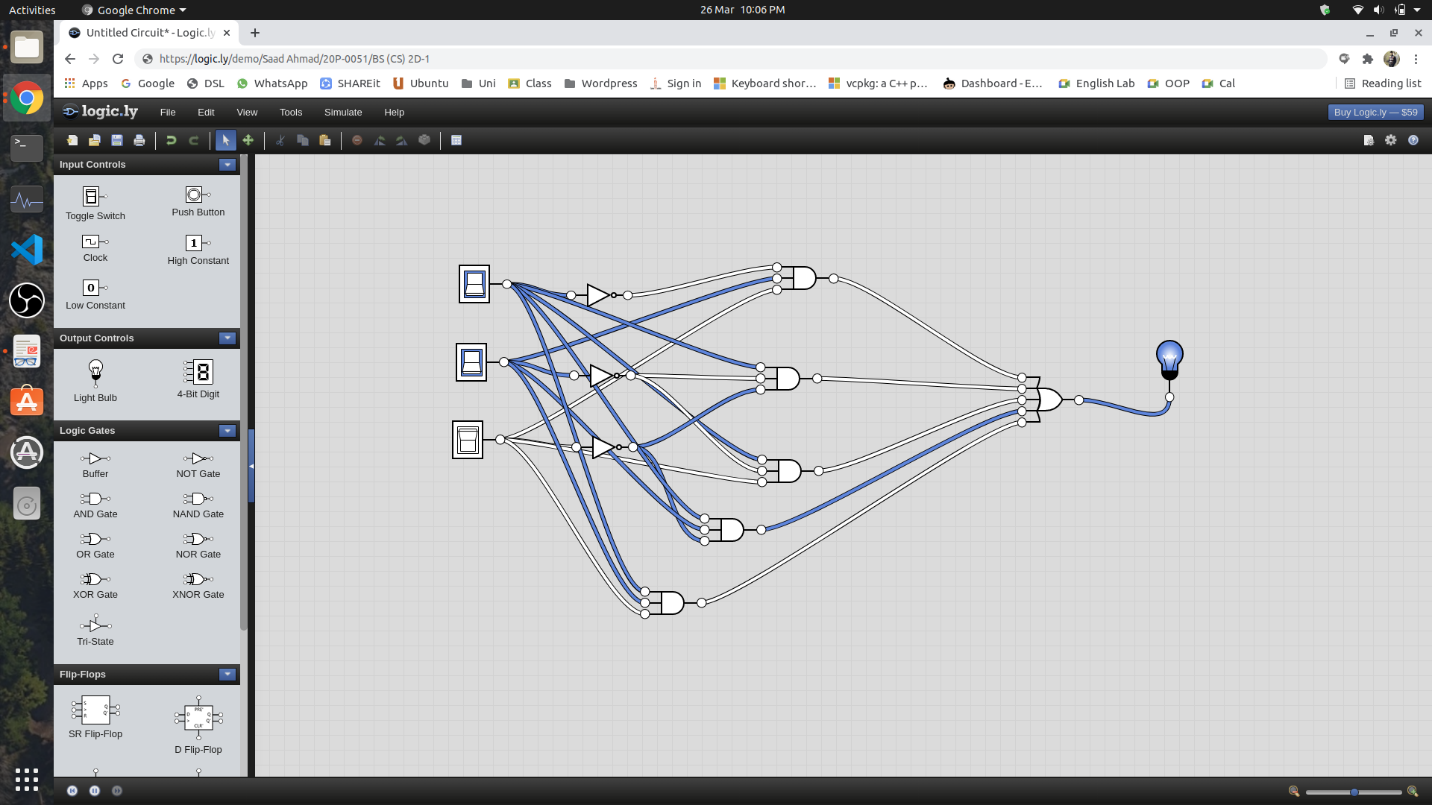 Activities
Google Chrome
26 Mar 10:06 PM
Untitled Circuit* - Logic.ly
https://logic.ly/demo/Saad Ahmad/20P-0051/BS (CS) 2D-1
Apps
Google
DSL
WhatsApp
SHAREit
Ubuntu
Uni
Class
Wordpress
Sign in
Keyboard shor…
vcpkg: a C++ p…
Dashboard - E…
English Lab
OOP
Cal
Reading list
logic.ly
File
Edit
View
Tools
Simulate
Help
Buy Logic.ly — $59
Input Controls
Toggle Switch
Push Button
Clock
1
High Constant
0
Low Constant
Output Controls
Light Bulb
8
4-Bit Digit
Logic Gates
Buffer
NOT Gate
AND Gate
NAND Gate
OR Gate
NOR Gate
XOR Gate
XNOR Gate
Tri-State
Flip-Flops
SR Flip-Flop
D Flip-Flop